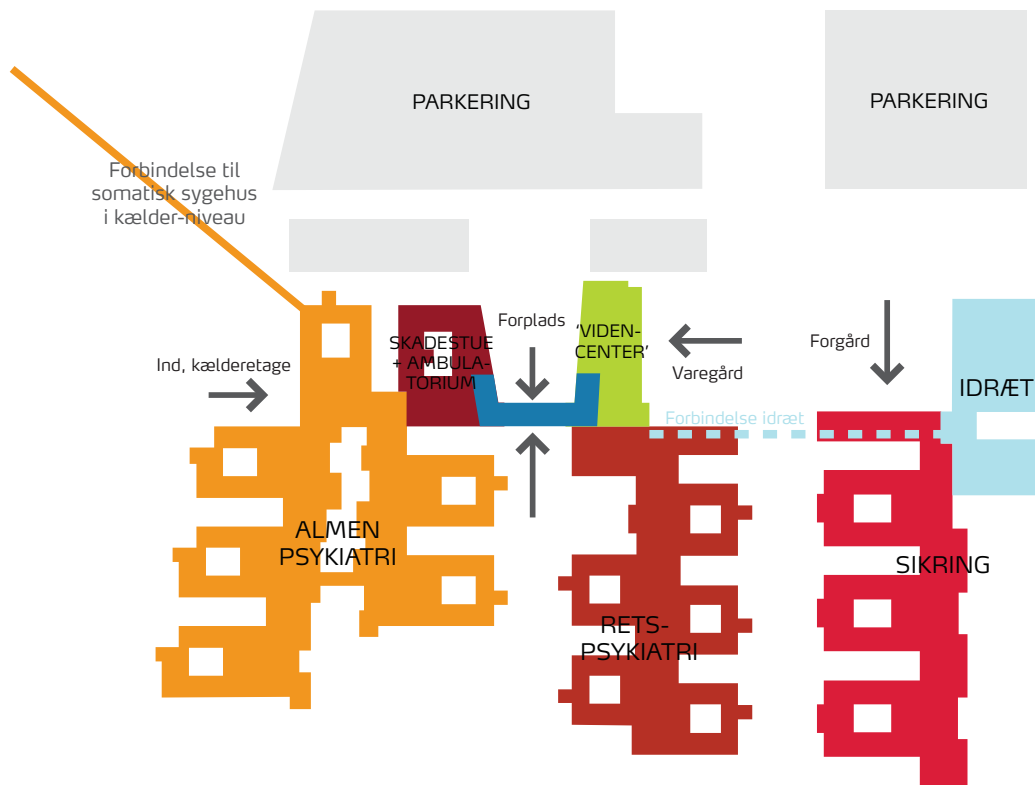 PARKERING
PARKERING
Forbindelse til
somatisk sygehus
i kælder-niveau
Ind, kælderetage
SKADESTUE
+ AMBULA-
TORIUM
Forplads
'VIDEN-
CENTER'
Varegård
Forgård
IDRÆT
Forbindelse idræt
ALMEN
PSYKIATRI
RETS-
PSYKIATRI
SIKRING